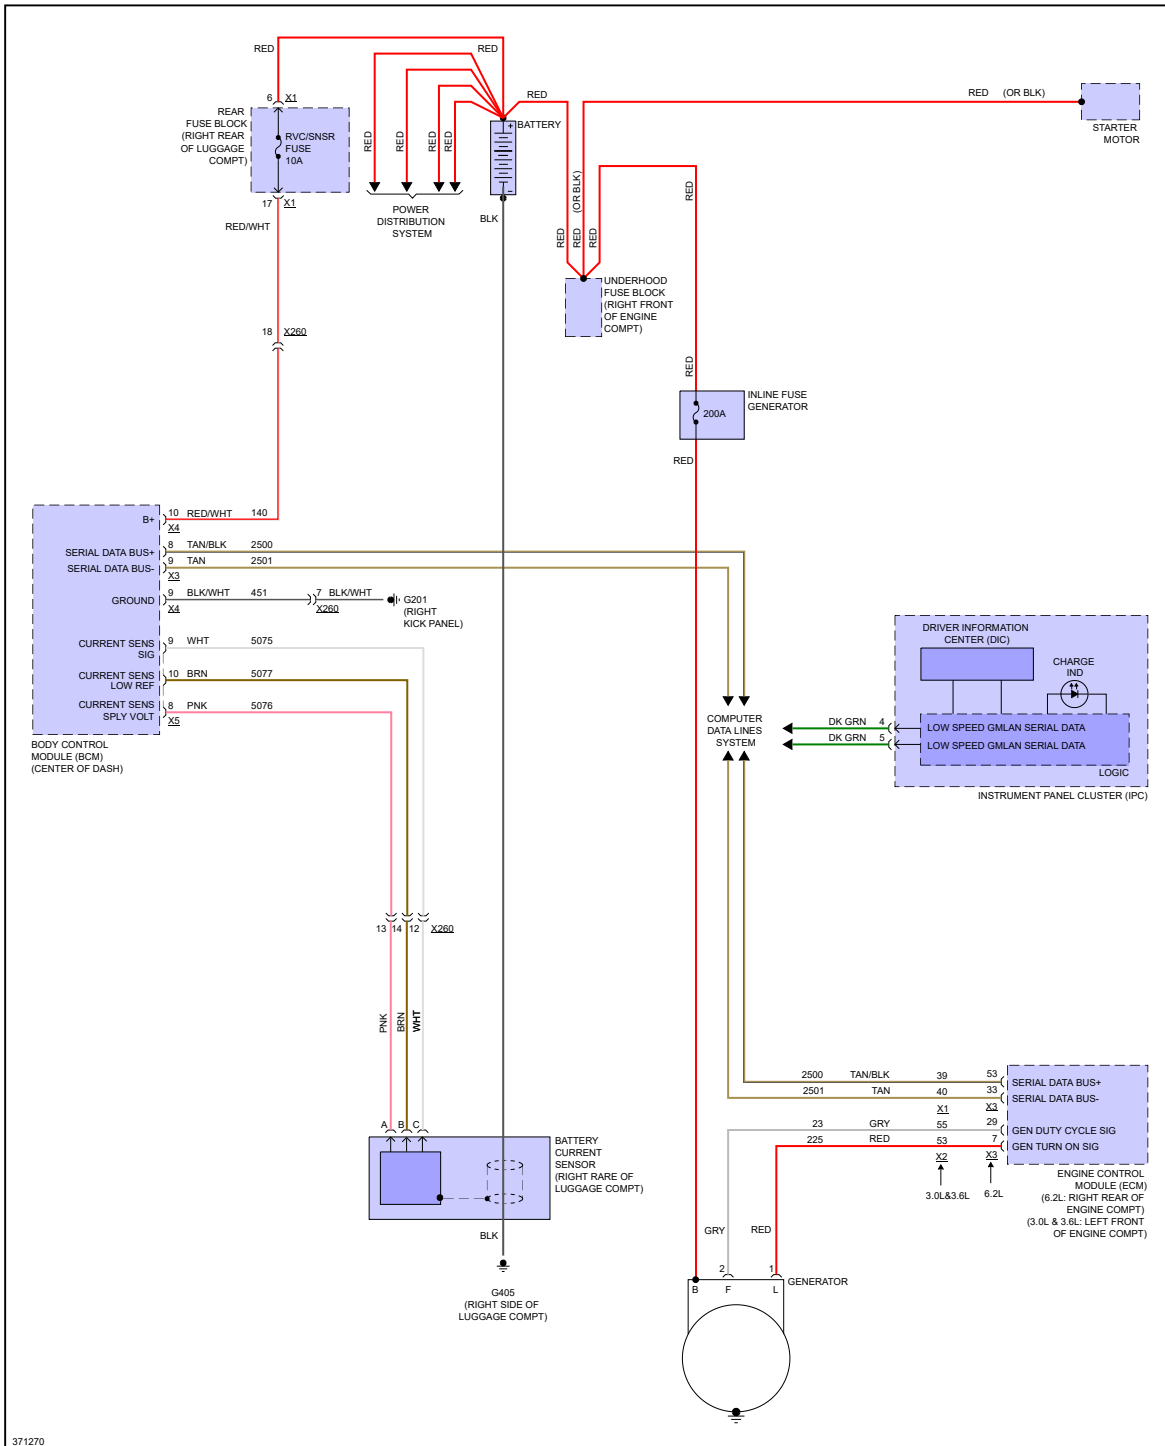 RED
RED
6 X1
REAR
FUSE BLOCK
(RIGHT REAR
OF LUGGAGE
COMPT)
RVC/SNSR
FUSE
10A
17 X1
RED/WHT
RED
RED
RED
RED
POWER
DISTRIBUTION
SYSTEM
RED
+
BATTERY
-
BLK
RED (OR BLK)
STARTER
MOTOR
RED
RED (OR BLK)
RED
RED
UNDERHOOD
FUSE BLOCK
(RIGHT FRONT
OF ENGINE
COMPT)
18 X260
RED
200A
INLINE FUSE
GENERATOR
RED
B+
10 RED/WHT 140
X4
SERIAL DATA BUS+
8 TAN/BLK 2500
SERIAL DATA BUS-
9 TAN 2501
X3
GROUND
9 BLK/WHT 451
X4
7 BLK/WHT
X260
G201
(RIGHT
KICK PANEL)
CURRENT SENS
SIG
9 WHT 5075
CURRENT SENS
LOW REF
10 BRN 5077
CURRENT SENS
SPLY VOLT
8 PNK 5076
X5
BODY CONTROL
MODULE (BCM)
(CENTER OF DASH)
COMPUTER
DATA LINES
SYSTEM
DRIVER INFORMATION
CENTER (DIC)
CHARGE
IND
DK GRN 4
LOW SPEED GMLAN SERIAL DATA
DK GRN 5
LOW SPEED GMLAN SERIAL DATA
LOGIC
INSTRUMENT PANEL CLUSTER (IPC)
13 14 12 X260
PNK
BRN
WHT
A B C
BATTERY
CURRENT
SENSOR
(RIGHT RARE OF
LUGGAGE COMPT)
BLK
G405
(RIGHT SIDE OF
LUGGAGE COMPT)
2500 TAN/BLK 39 53
SERIAL DATA BUS+
2501 TAN 40 33
SERIAL DATA BUS-
X1 X3
23 GRY 55 29
GEN DUTY CYCLE SIG
225 RED 53 7
GEN TURN ON SIG
X2 X3
3.0L&3.6L 6.2L
ENGINE CONTROL
MODULE (ECM)
(6.2L: RIGHT REAR OF
ENGINE COMPT)
(3.0L & 3.6L: LEFT FRONT
OF ENGINE COMPT)
GRY RED
2 1
GENERATOR
B F L
371270